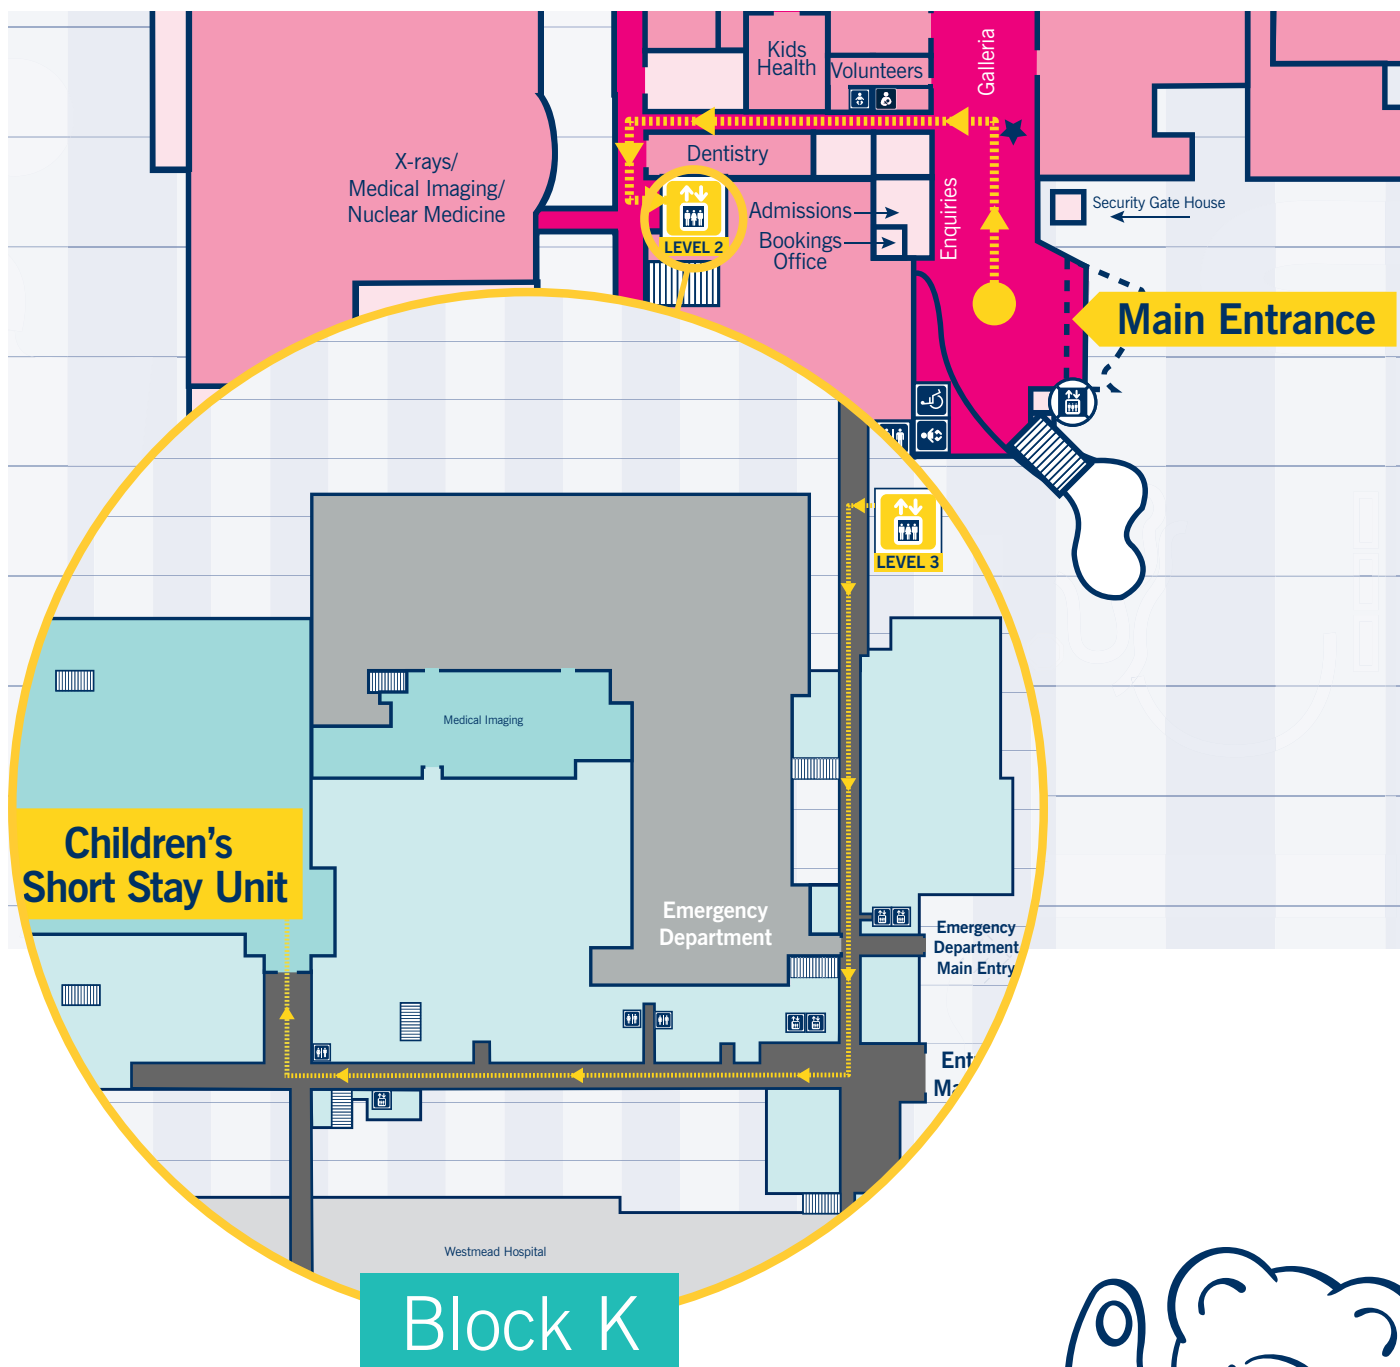 Kids
Health
Volunteers
Galleria
Dentistry
X-rays/
Medical Imaging/
Nuclear Medicine
Enquiries
Admissions
Bookings
Office
Security Gate House
LEVEL 2
Main Entrance
LEVEL 3
Medical Imaging
Children's
Short Stay Unit
Emergency
Department
Emergency
Department
Main Entry
Westmead Hospital
Block K